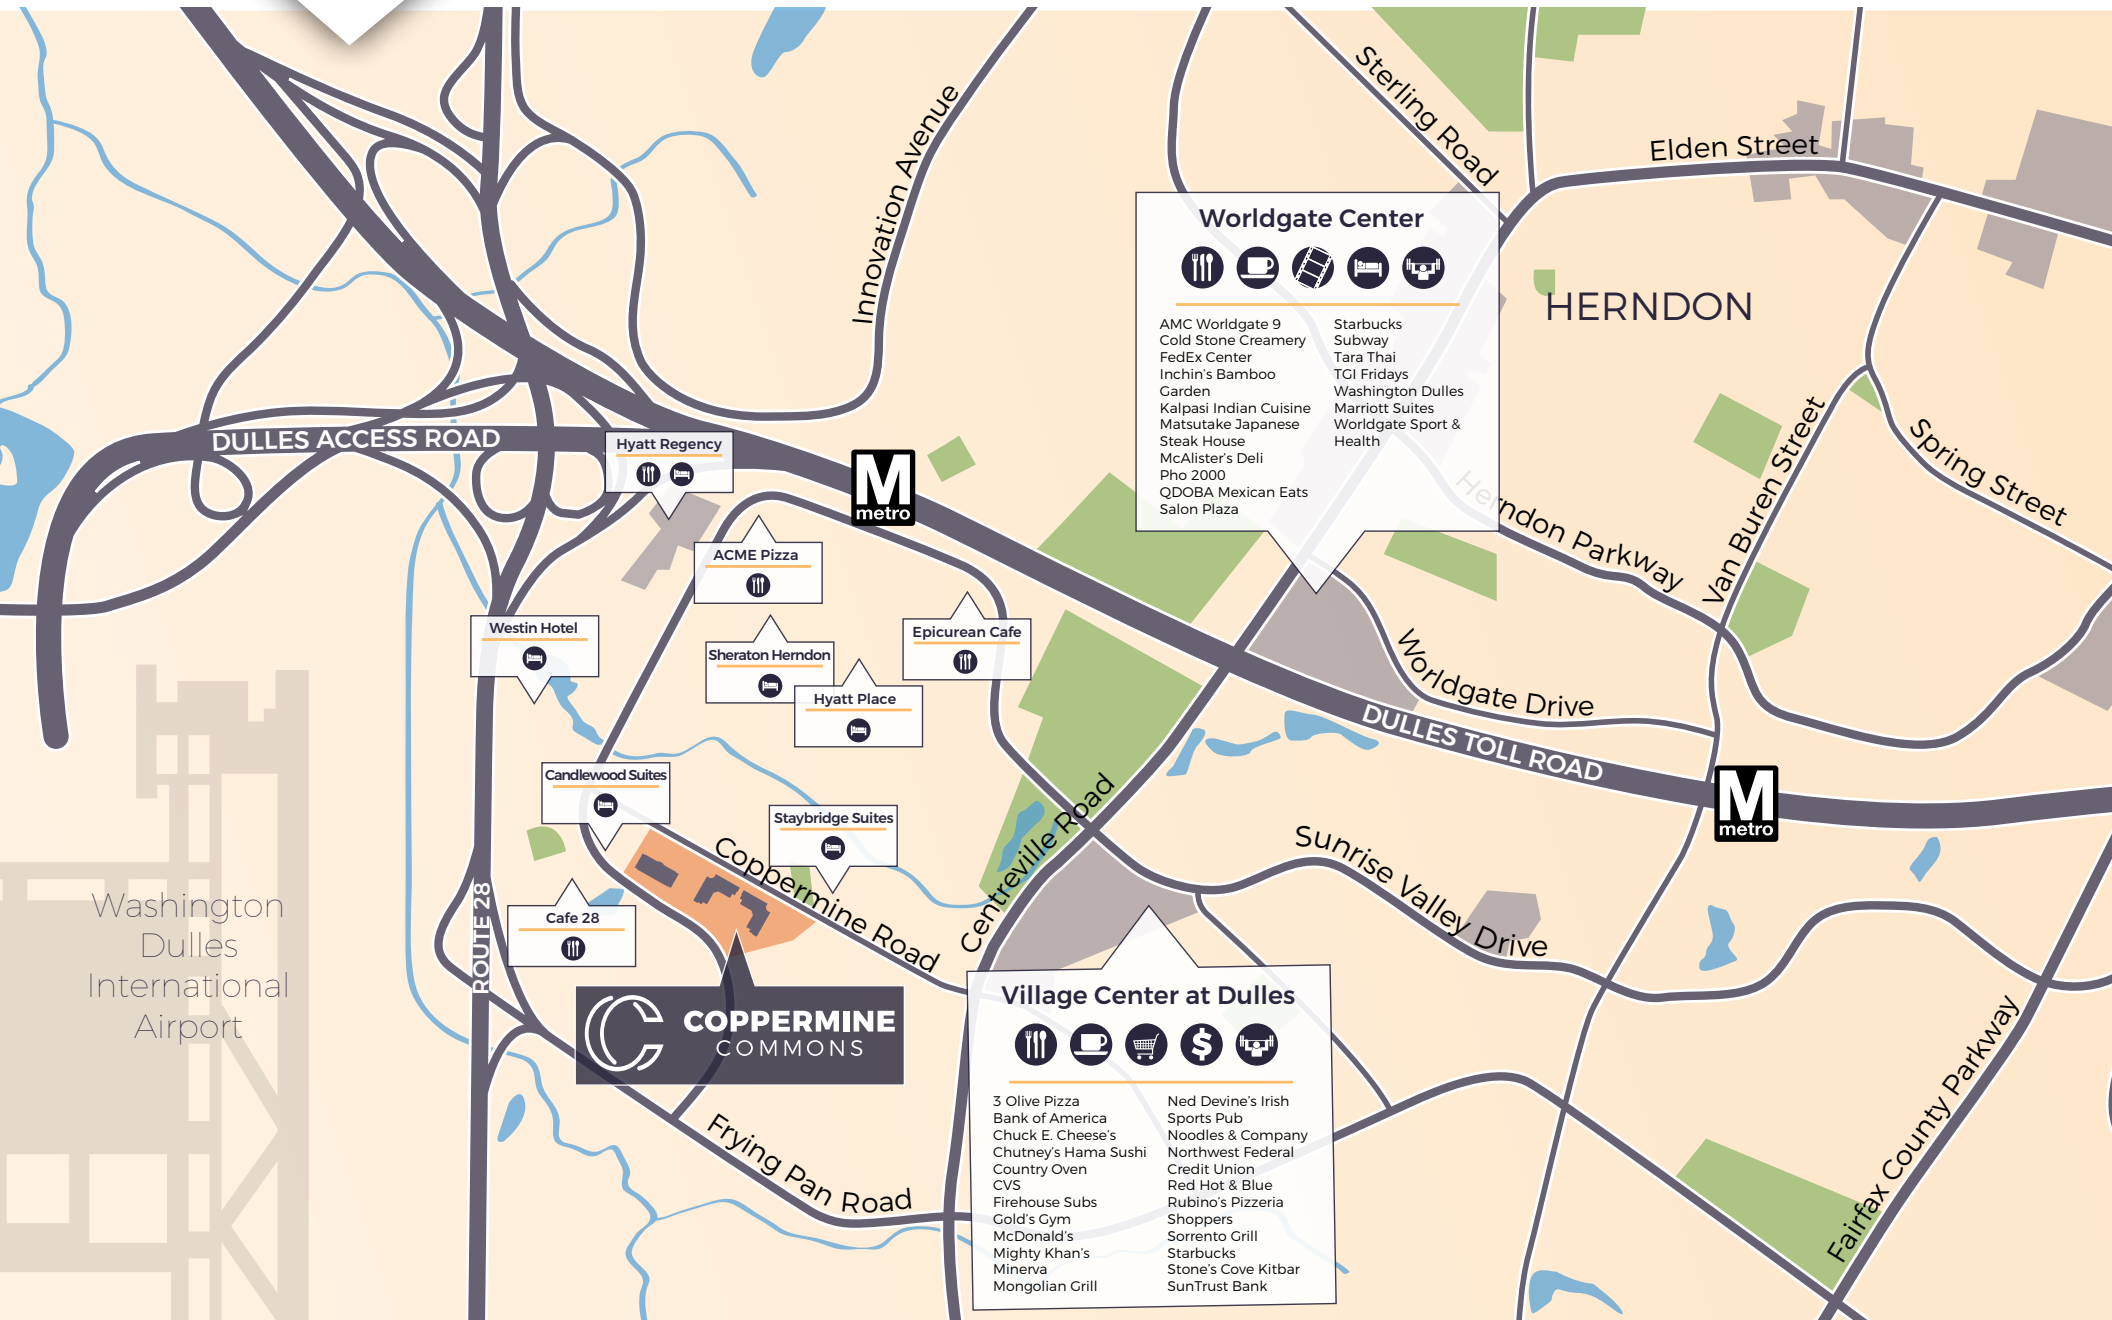 Sterling Road
Innovation Avenue
Elden Street
Worldgate Center
AMC Worldgate 9
Cold Stone Creamery
FedEx Center
Inchin's Bamboo
Garden
Kalpasi Indian Cuisine
Matsutake Japanese
Steak House
McAlister's Deli
Pho 2000
QDOBA Mexican Eats
Salon Plaza
Starbucks
Subway
Tara Thai
TGI Fridays
Washington Dulles
Marriott Suites
Worldgate Sport &
Health
HERNDON
DULLES ACCESS ROAD
Hyatt Regency
M
metro
Herndon Parkway
Van Buren Street
Spring Street
ACME Pizza
Westin Hotel
Sheraton Herndon
Epicurean Cafe
Hyatt Place
Worldgate Drive
DULLES TOLL ROAD
M
metro
Candlewood Suites
Staybridge Suites
Coppermine Road
Centreville Road
Sunrise Valley Drive
Washington
Dulles
International
Airport
ROUTE 28
Cafe 28
COPPERMINE
COMMONS
Village Center at Dulles
$
3 Olive Pizza
Bank of America
Chuck E. Cheese's
Chutney's Hama Sushi
Country Oven
CVS
Firehouse Subs
Gold's Gym
McDonald's
Mighty Khan's
Minerva
Mongolian Grill
Ned Devine's Irish
Sports Pub
Noodles & Company
Northwest Federal
Credit Union
Red Hot & Blue
Rubino's Pizzeria
Shoppers
Sorrento Grill
Starbucks
Stone's Cove Kitbar
SunTrust Bank
Frying Pan Road
Fairfax County Parkway